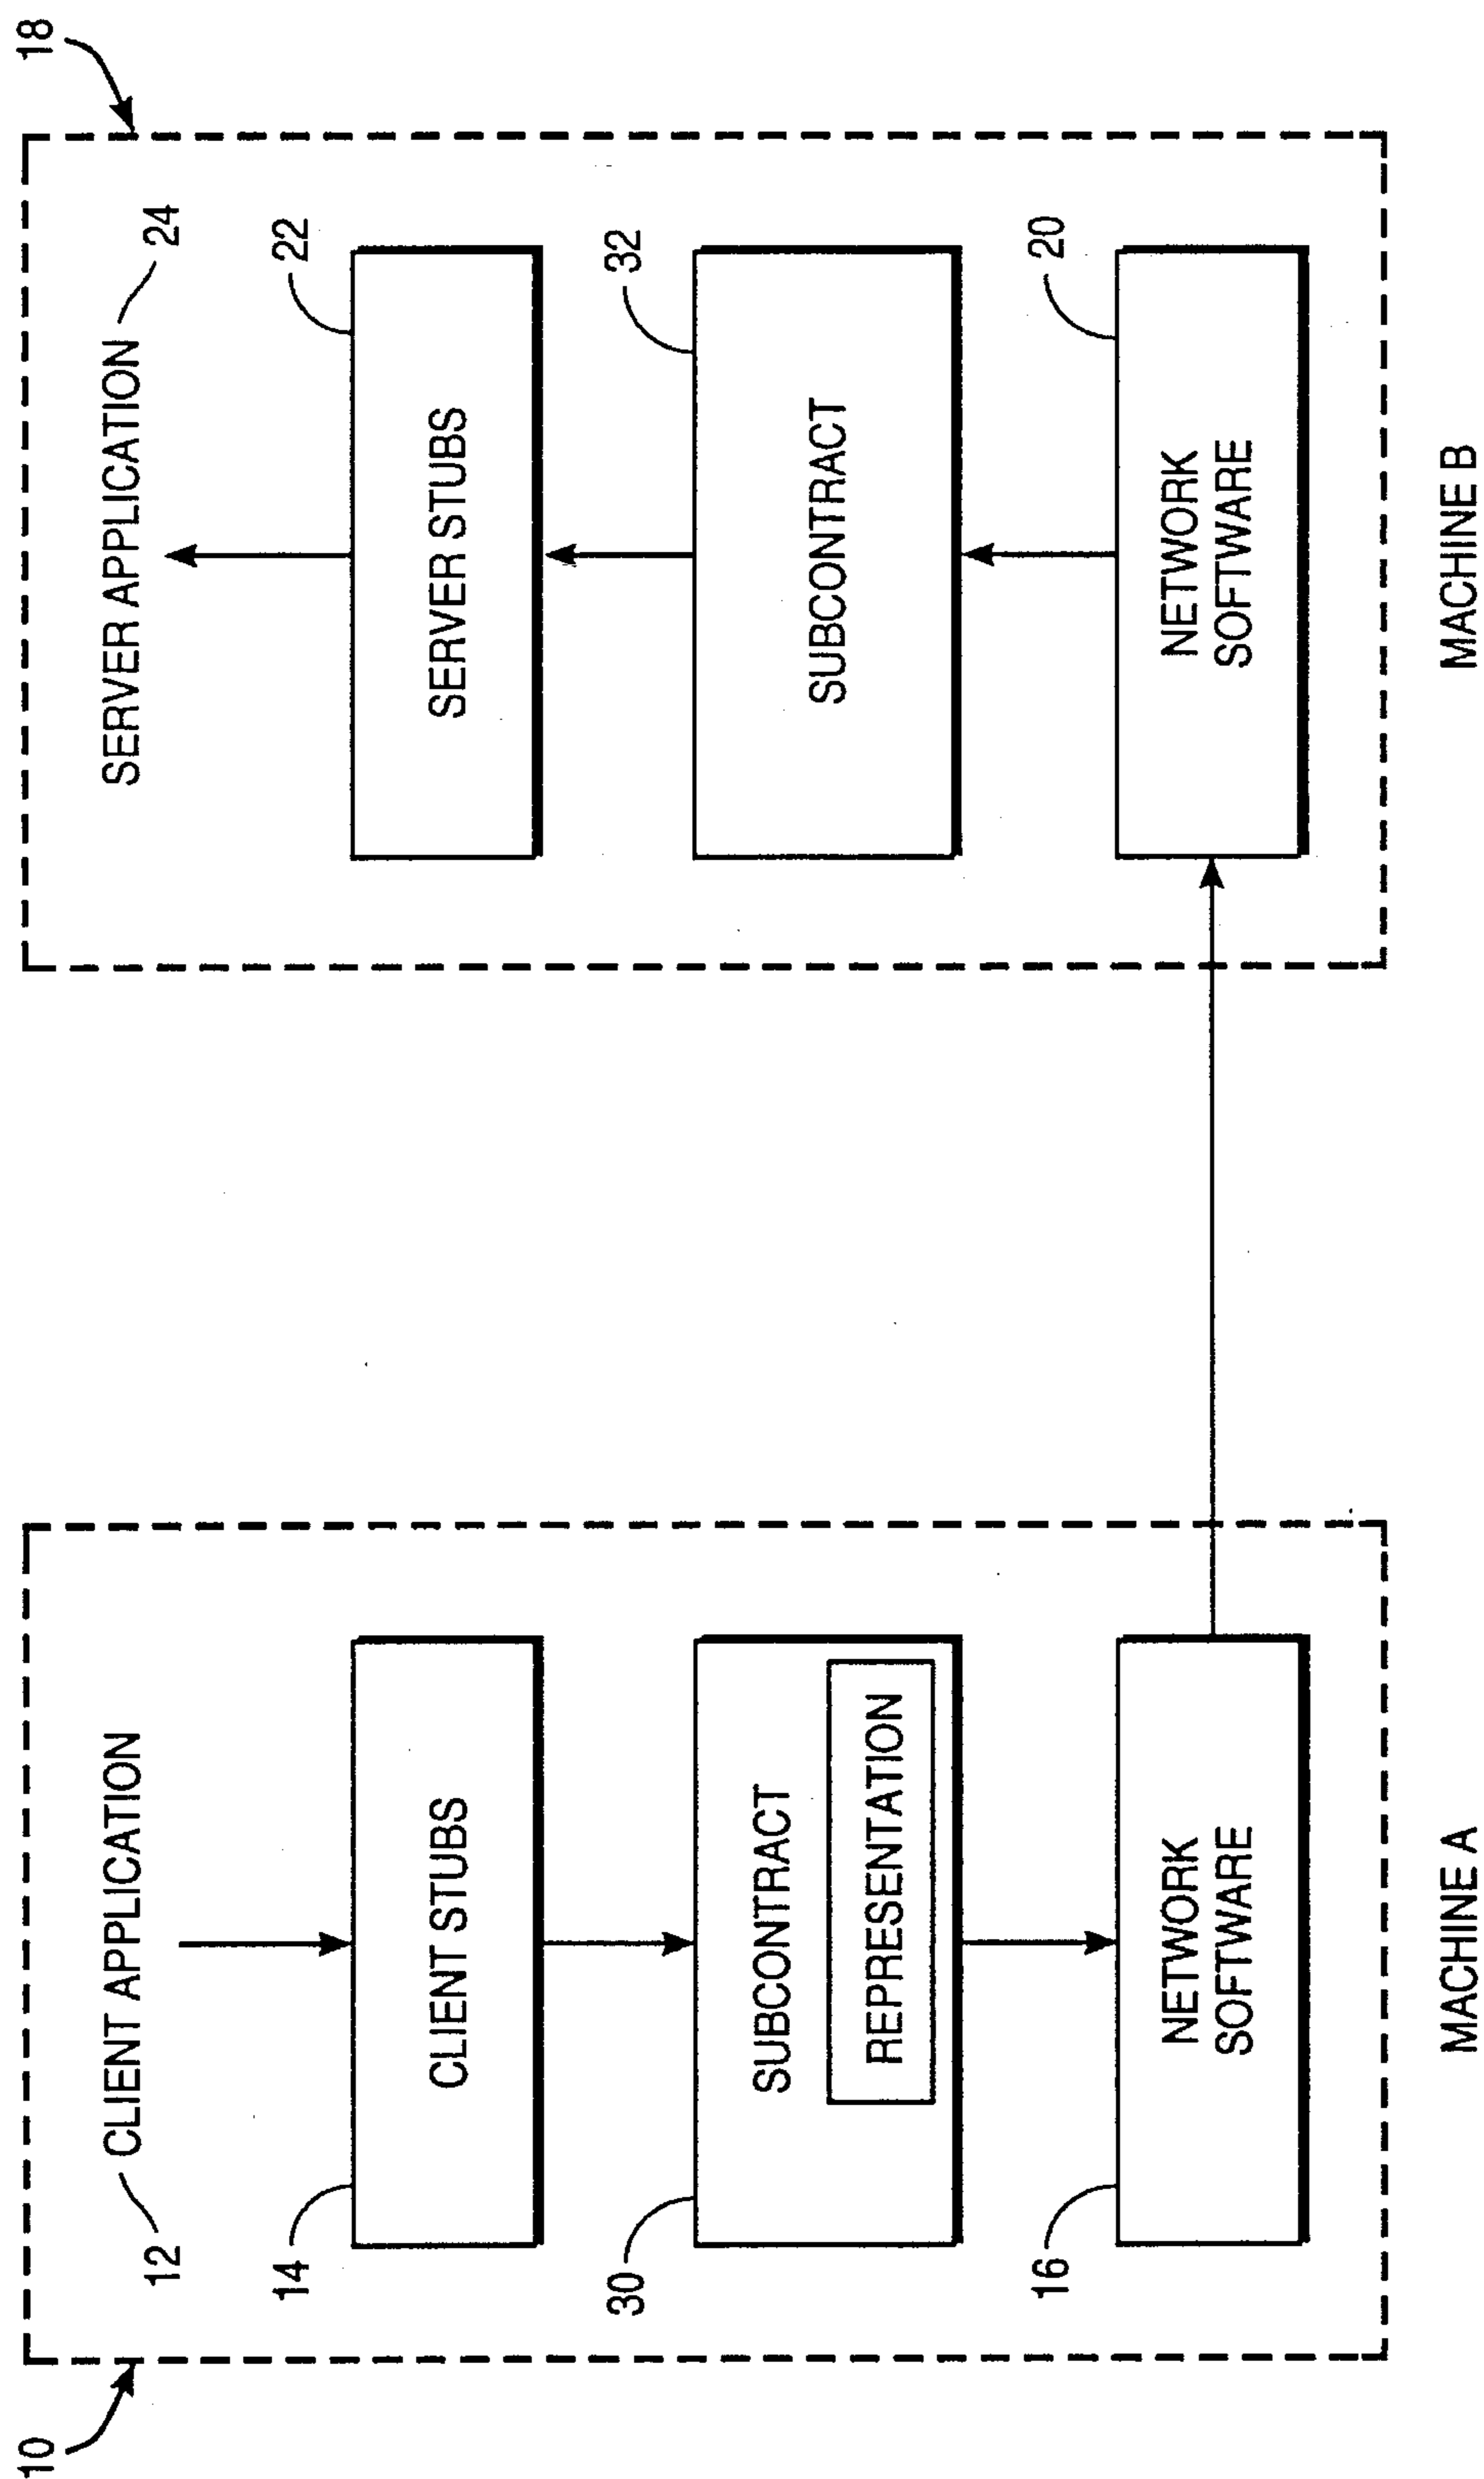 10
12
CLIENT APPLICATION
14
CLIENT STUBS
30
SUBCONTRACT
REPRESENTATION
16
NETWORK
SOFTWARE
MACHINE A
18
SERVER APPLICATION
24
22
SERVER STUBS
32
SUBCONTRACT
20
NETWORK
SOFTWARE
MACHINE B